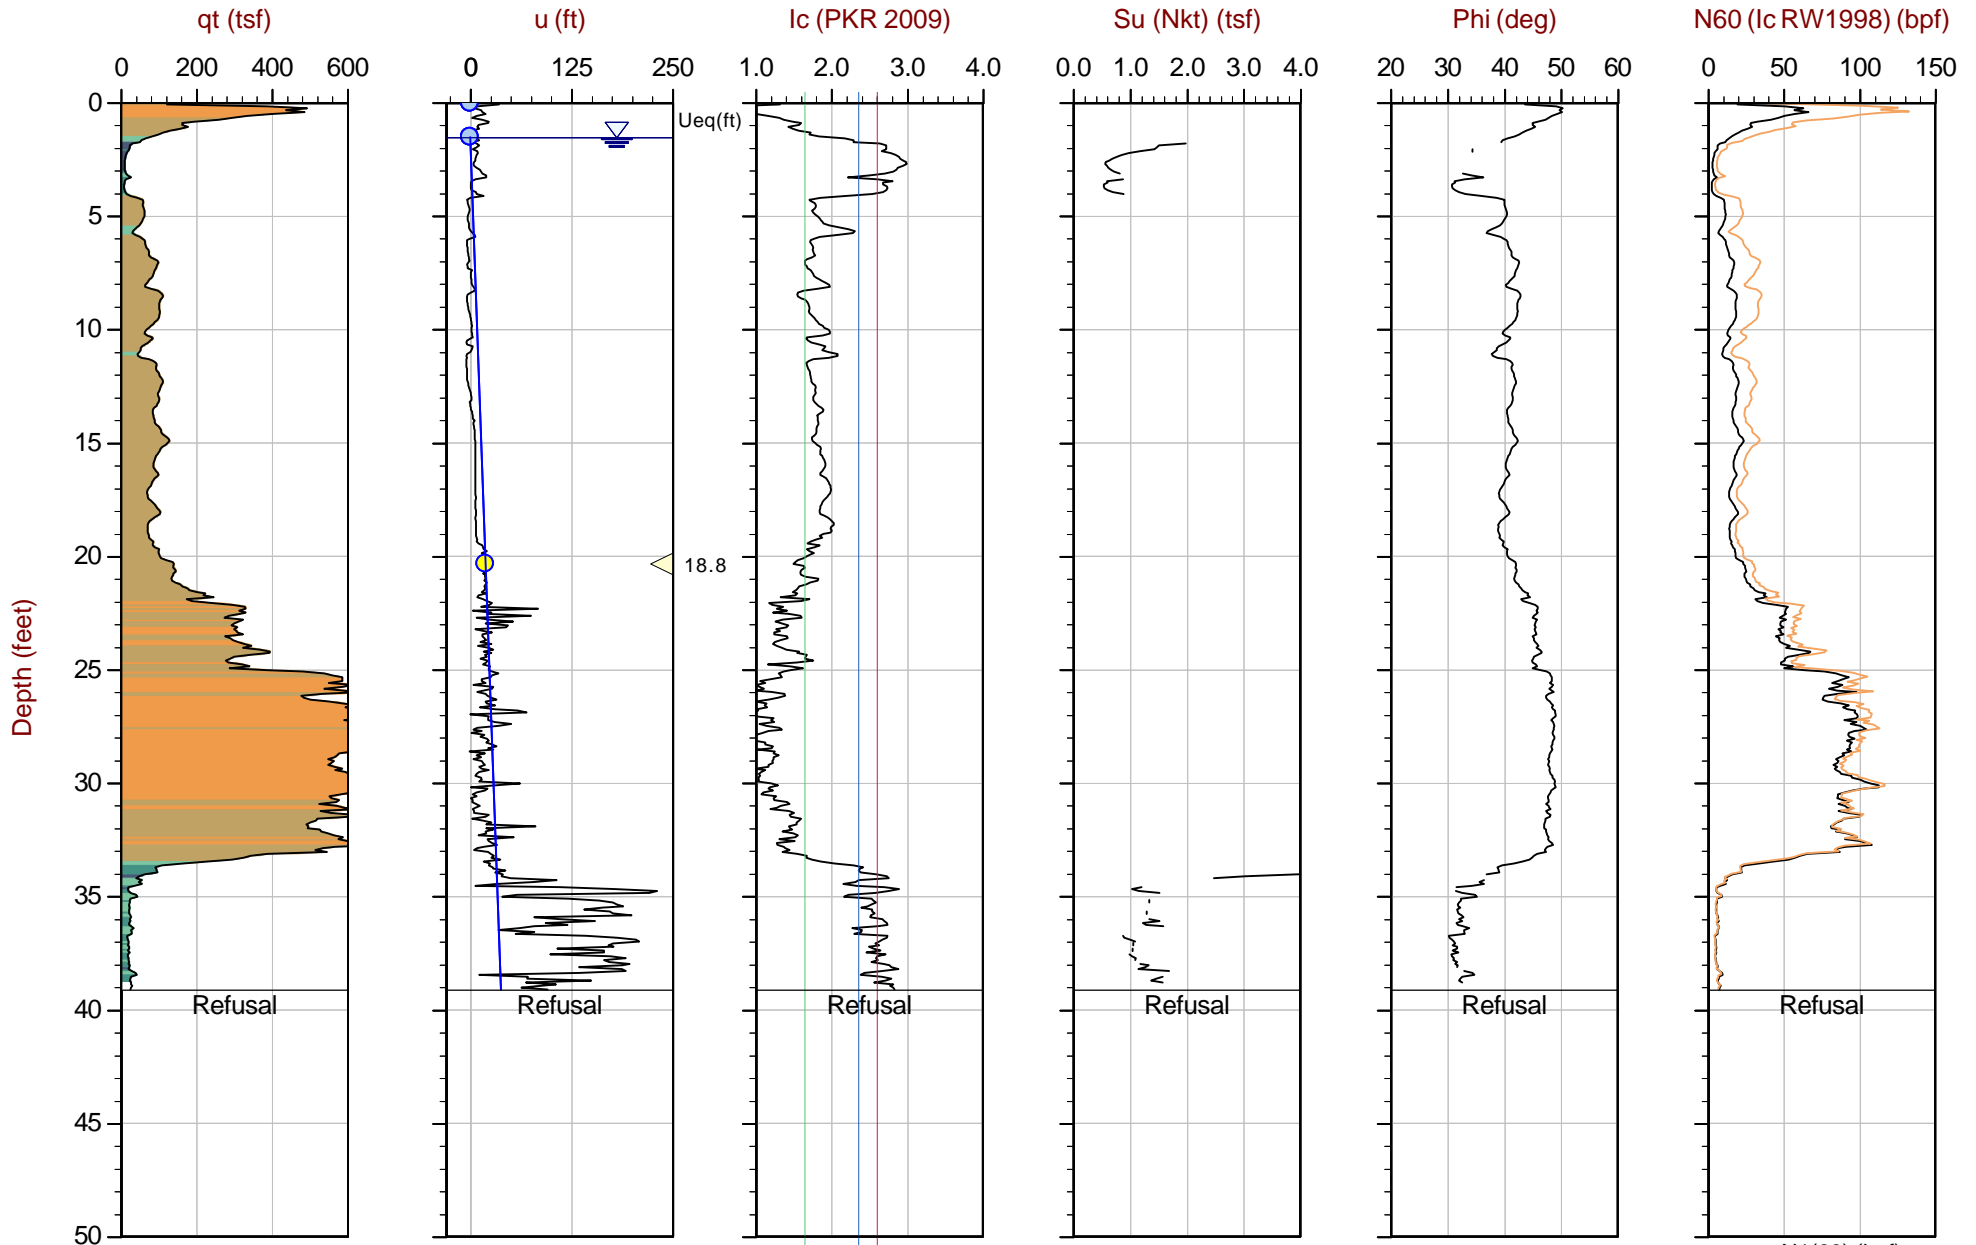 qt (tsf) u (ft) Ic (PKR 2009) Su (Nkt) (tsf) Phi (deg) N60 (Ic RW1998) (bpf)
0 200 400 600 0 125 250 1.0 2.0 3.0 4.0 0.0 1.0 2.0 3.0 4.0 20 30 40 50 60 0 50 100 150
0
Ueq(ft)
5
10
15
20
18.8
25
30
35
40
45
50
Depth (feet)
Refusal Refusal Refusal Refusal Refusal Refusal